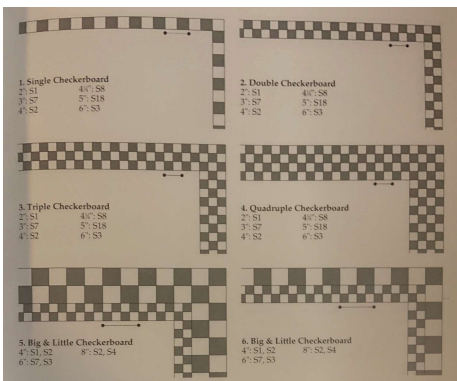 1. Single Checkerboard
2": S1 4½": S8
3": S7 5": S18
4": S2 6": S3
2. Double Checkerboard
2": S1 4½": S8
3": S7 5": S18
4": S2 6": S3
3. Triple Checkerboard
2": S1 4½": S8
3": S7 5": S18
4": S2 6": S3
4. Quadruple Checkerboard
2": S1 4½": S8
3": S7 5": S18
4": S2 6": S3
5. Big & Little Checkerboard
4": S1, S2 8": S2, S4
6": S7, S3
6. Big & Little Checkerboard
4": S1, S2 8": S2, S4
6": S7, S3